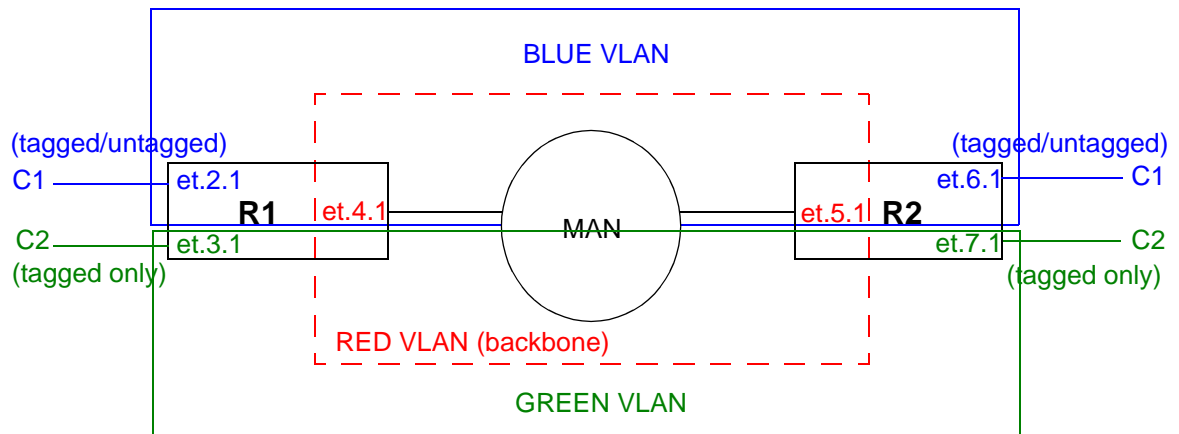 BLUE VLAN
(tagged/untagged)
(tagged/untagged)
C1
et.2.1
et.6.1
C1
R1
et.4.1
MAN
et.5.1
R2
C2
et.3.1
et.7.1
C2
(tagged only)
(tagged only)
RED VLAN (backbone)
GREEN VLAN